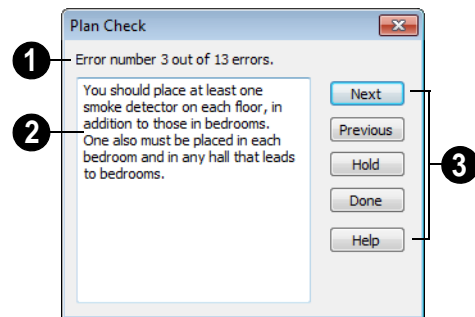 Plan Check
1
Error number 3 out of 13 errors.
2
You should place at least one
smoke detector on each floor, in
addition to those in bedrooms.
One also must be placed in each
bedroom and in any hall that leads
to bedrooms.
Next
Previous
Hold
Done
Help
3